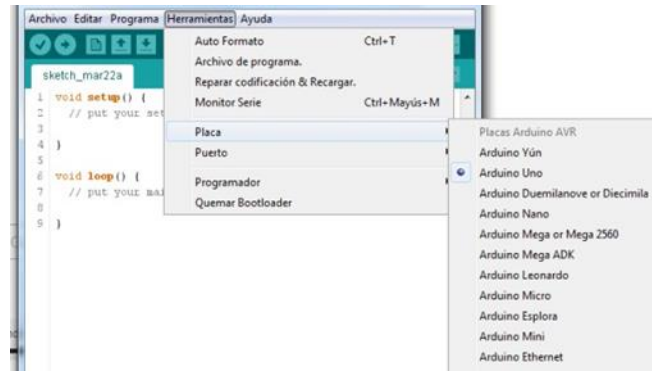 Archivo Editar Programa Herramientas Ayuda
sketch_mar22a
1 void setup() {
2 // put your set
3
4 }
5
6 void loop() {
7 // put your mai
8
9 }
Auto Formato Ctrl+T
Archivo de programa.
Reparar codificación & Recargar.
Monitor Serie Ctrl+Mayús+M
Placa
Puerto
Programador
Quemar Bootloader
Placas Arduino AVR
Arduino Yún
Arduino Uno
Arduino Duemilanove or Diecimila
Arduino Nano
Arduino Mega or Mega 2560
Arduino Mega ADK
Arduino Leonardo
Arduino Micro
Arduino Esplora
Arduino Mini
Arduino Ethernet